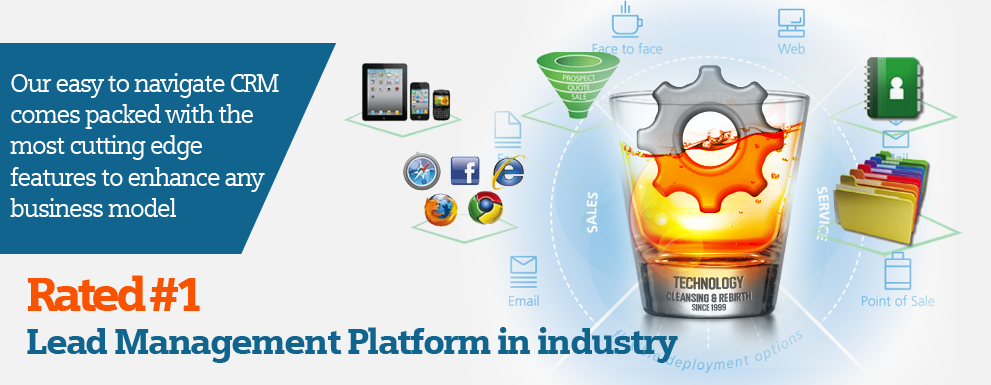 Our easy to navigate CRM
comes packed with the
most cutting edge
features to enhance any
business model
Rated #1
Lead Management Platform in industry
Face to face
Web
PROSPECT
QUOTE
SALE
SALES
SERVICE
Email
Point of Sale
TECHNOLOGY
CLEANSING & REBIRTH
SINCE 1999
deployment options